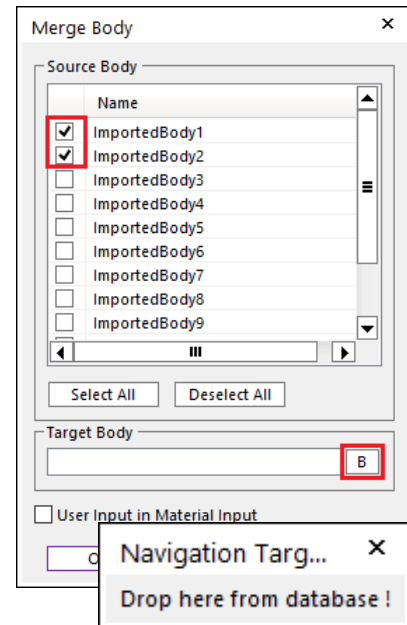 Merge Body
Source Body
Name
ImportedBody1
ImportedBody2
ImportedBody3
ImportedBody4
ImportedBody5
ImportedBody6
ImportedBody7
ImportedBody8
ImportedBody9
Select All Deselect All
Target Body
B
User Input in Material Input
O
Navigation Targ...
Drop here from database !